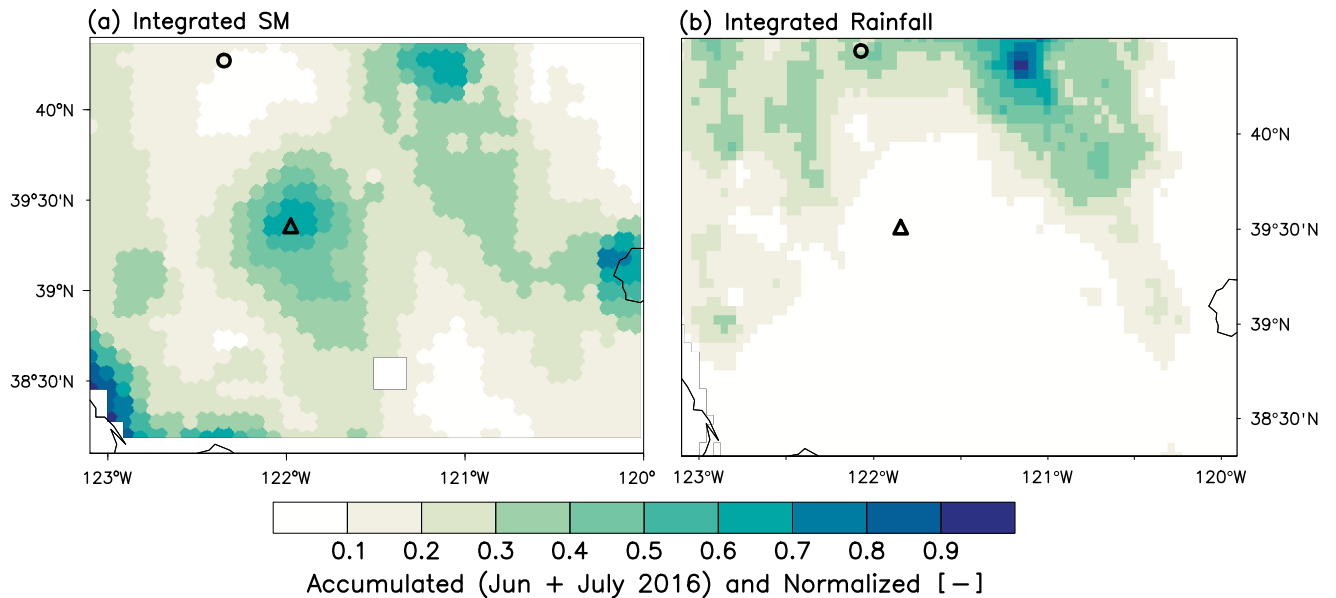 (a) Integrated SM
(b) Integrated Rainfall
40°N
39°30'N
39°N
38°30'N
123°W
122°W
121°W
120°
40°N
39°30'N
39°N
38°30'N
123°W
122°W
121°W
120°W
0.1 0.2 0.3 0.4 0.5 0.6 0.7 0.8 0.9
Accumulated (Jun + July 2016) and Normalized [−]